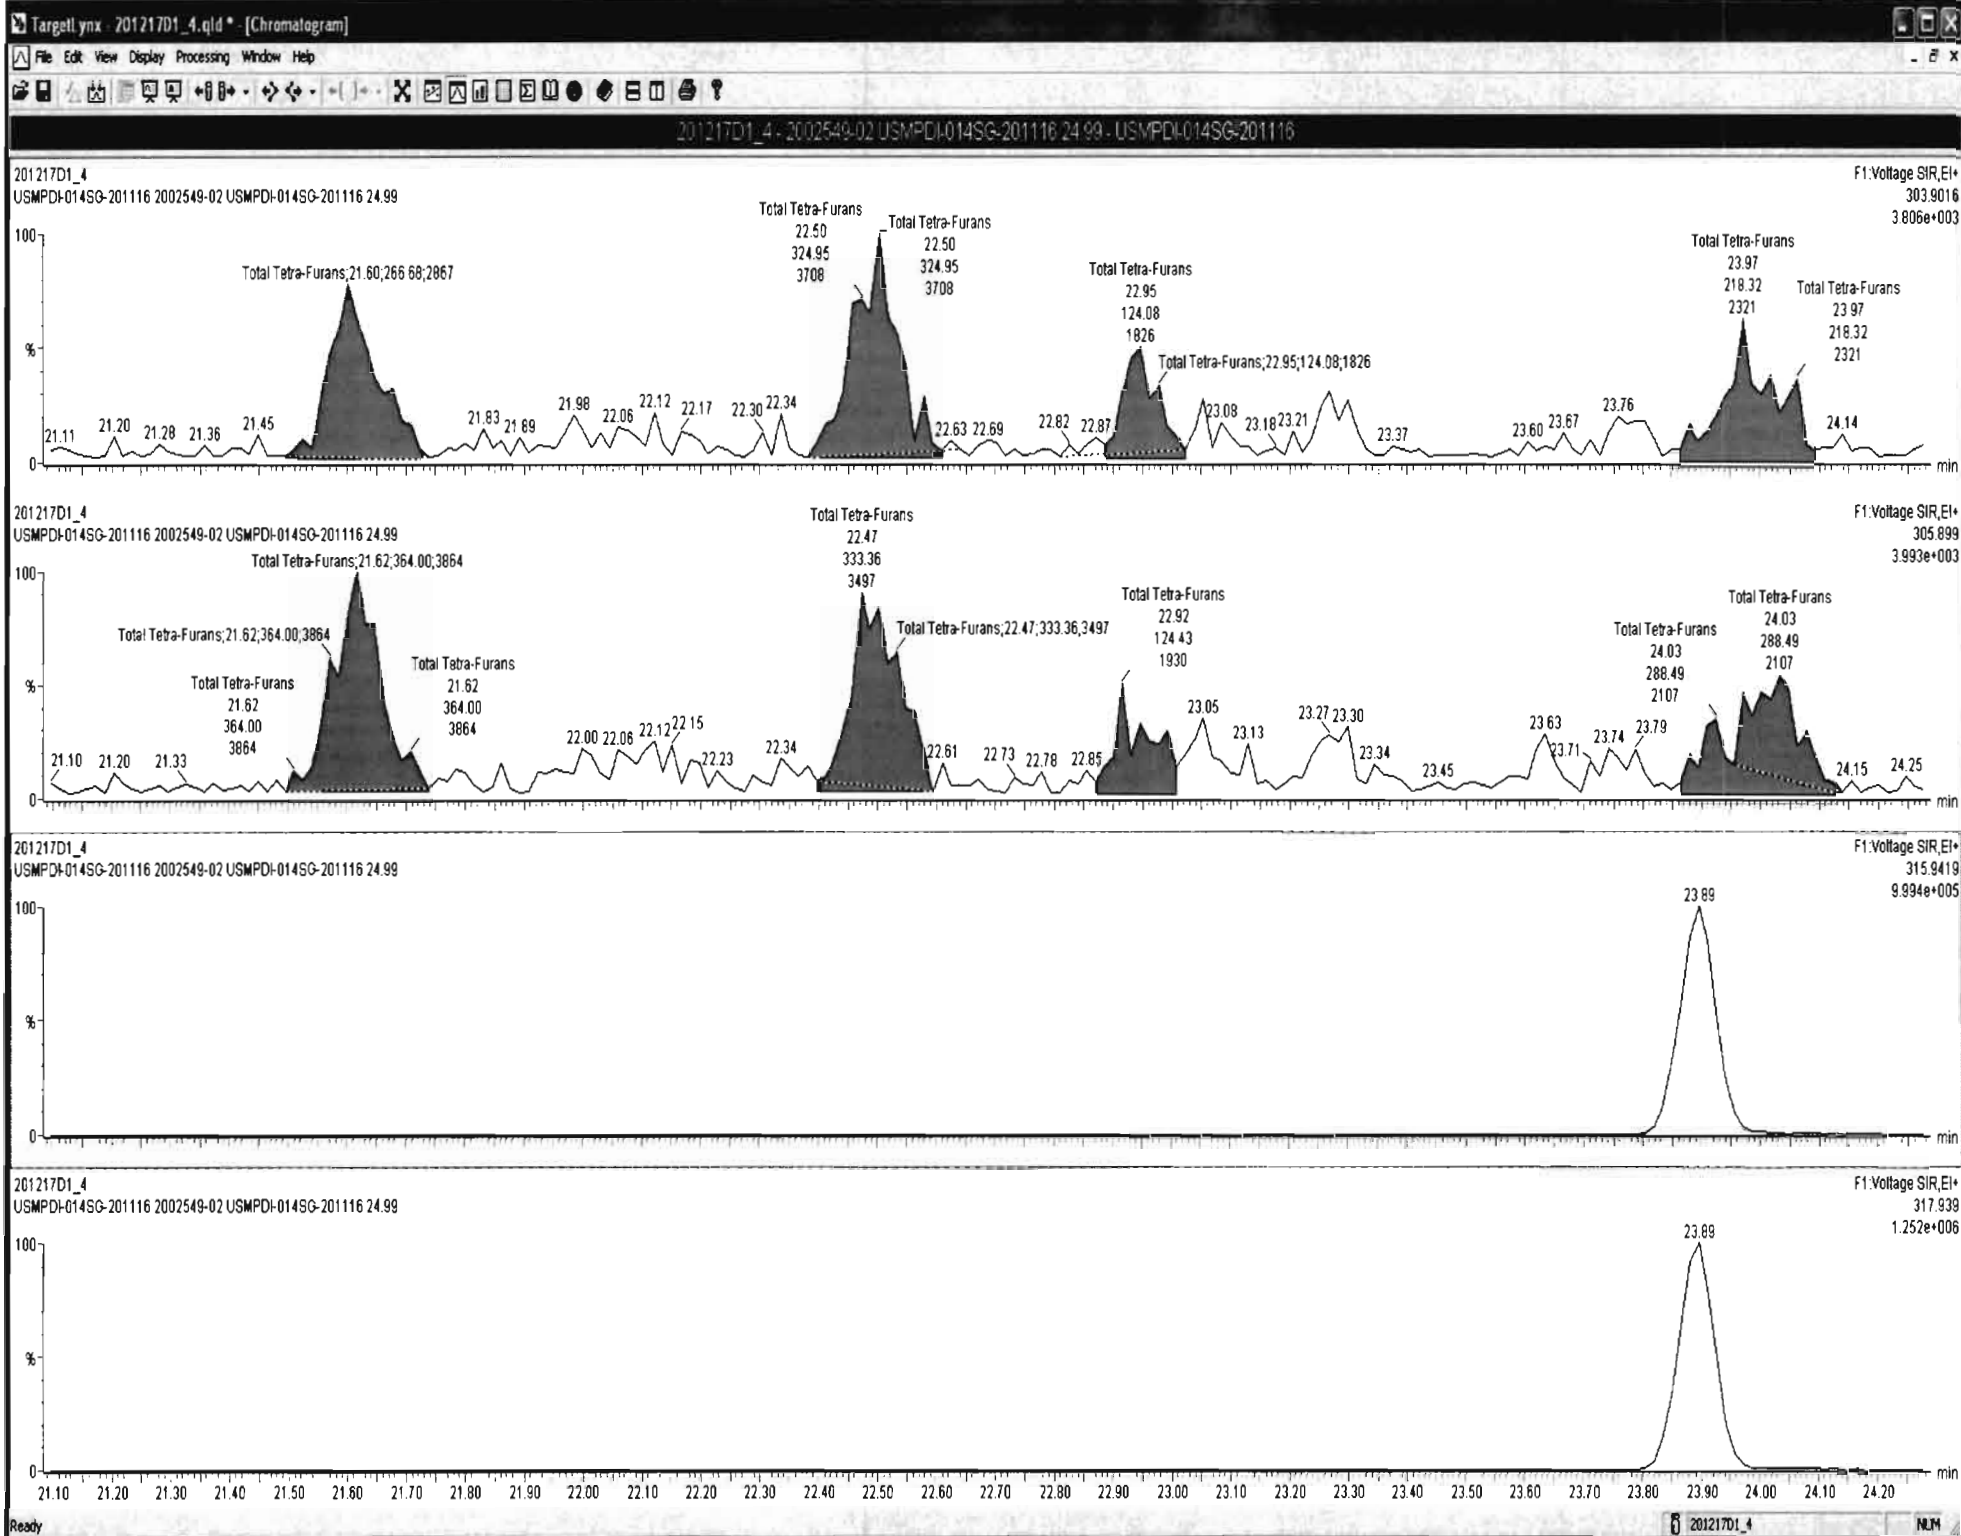 TargetLynx - 201217D1_4.qld * - [Chromatogram]
File Edit View Display Processing Window Help
201217D1_4 - 2002549-02 USMPDI-014SG-201116 24.99 - USMPDI-014SG-201116
201217D1_4
USMPDI-014SG-201116 2002549-02 USMPDI-014SG-201116 24.99
F1:Voltage SIR,EI+
303.9016
3.806e+003
100
%
0
Total Tetra-Furans;21.60;266.68;2867
Total Tetra-Furans
22.50
324.95
3708
Total Tetra-Furans
22.50
324.95
3708
Total Tetra-Furans
22.95
124.08
1826
Total Tetra-Furans;22.95;124.08;1826
Total Tetra-Furans
23.97
218.32
2321
Total Tetra-Furans
23.97
218.32
2321
21.11 21.20 21.28 21.36 21.45 21.83 21.89 21.98 22.06 22.12 22.17 22.30 22.34 22.63 22.69 22.82 22.87 23.08 23.18 23.21 23.37 23.60 23.67 23.76 24.14
min
201217D1_4
USMPDI-014SG-201116 2002549-02 USMPDI-014SG-201116 24.99
F1:Voltage SIR,EI+
305.899
3.993e+003
100
%
0
Total Tetra-Furans;21.62;364.00;3864
Total Tetra-Furans;21.62;364.00;3864
Total Tetra-Furans
21.62
364.00
3864
Total Tetra-Furans
21.62
364.00
3864
Total Tetra-Furans
22.47
333.36
3497
Total Tetra-Furans;22.47;333.36;3497
Total Tetra-Furans
22.92
124.43
1930
Total Tetra-Furans
24.03
288.49
2107
Total Tetra-Furans
24.03
288.49
2107
21.10 21.20 21.33 22.00 22.06 22.12 22.15 22.23 22.34 22.61 22.73 22.78 22.85 23.05 23.13 23.27 23.30 23.34 23.45 23.63 23.71 23.74 23.79 24.15 24.25
min
201217D1_4
USMPDI-014SG-201116 2002549-02 USMPDI-014SG-201116 24.99
F1:Voltage SIR,EI+
315.9419
9.994e+005
100
%
0
23.89
min
201217D1_4
USMPDI-014SG-201116 2002549-02 USMPDI-014SG-201116 24.99
F1:Voltage SIR,EI+
317.939
1.252e+006
100
%
0
23.89
min
21.10 21.20 21.30 21.40 21.50 21.60 21.70 21.80 21.90 22.00 22.10 22.20 22.30 22.40 22.50 22.60 22.70 22.80 22.90 23.00 23.10 23.20 23.30 23.40 23.50 23.60 23.70 23.80 23.90 24.00 24.10 24.20
Ready
201217D1_4
NUM